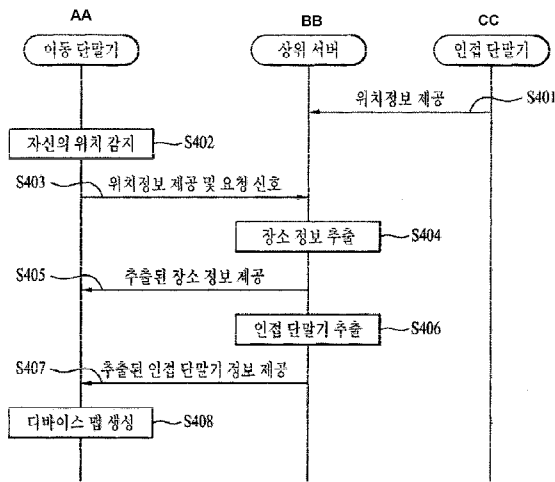 AA BB CC
이동 단말기 상위 서버 인접 단말기
위치정보 제공 S401
자신의 위치 감지 S402
S403 위치정보 제공 및 요청 신호
장소 정보 추출 S404
S405 추출된 장소 정보 제공
인접 단말기 추출 S406
S407 추출된 인접 단말기 정보 제공
디바이스 맵 생성 S408